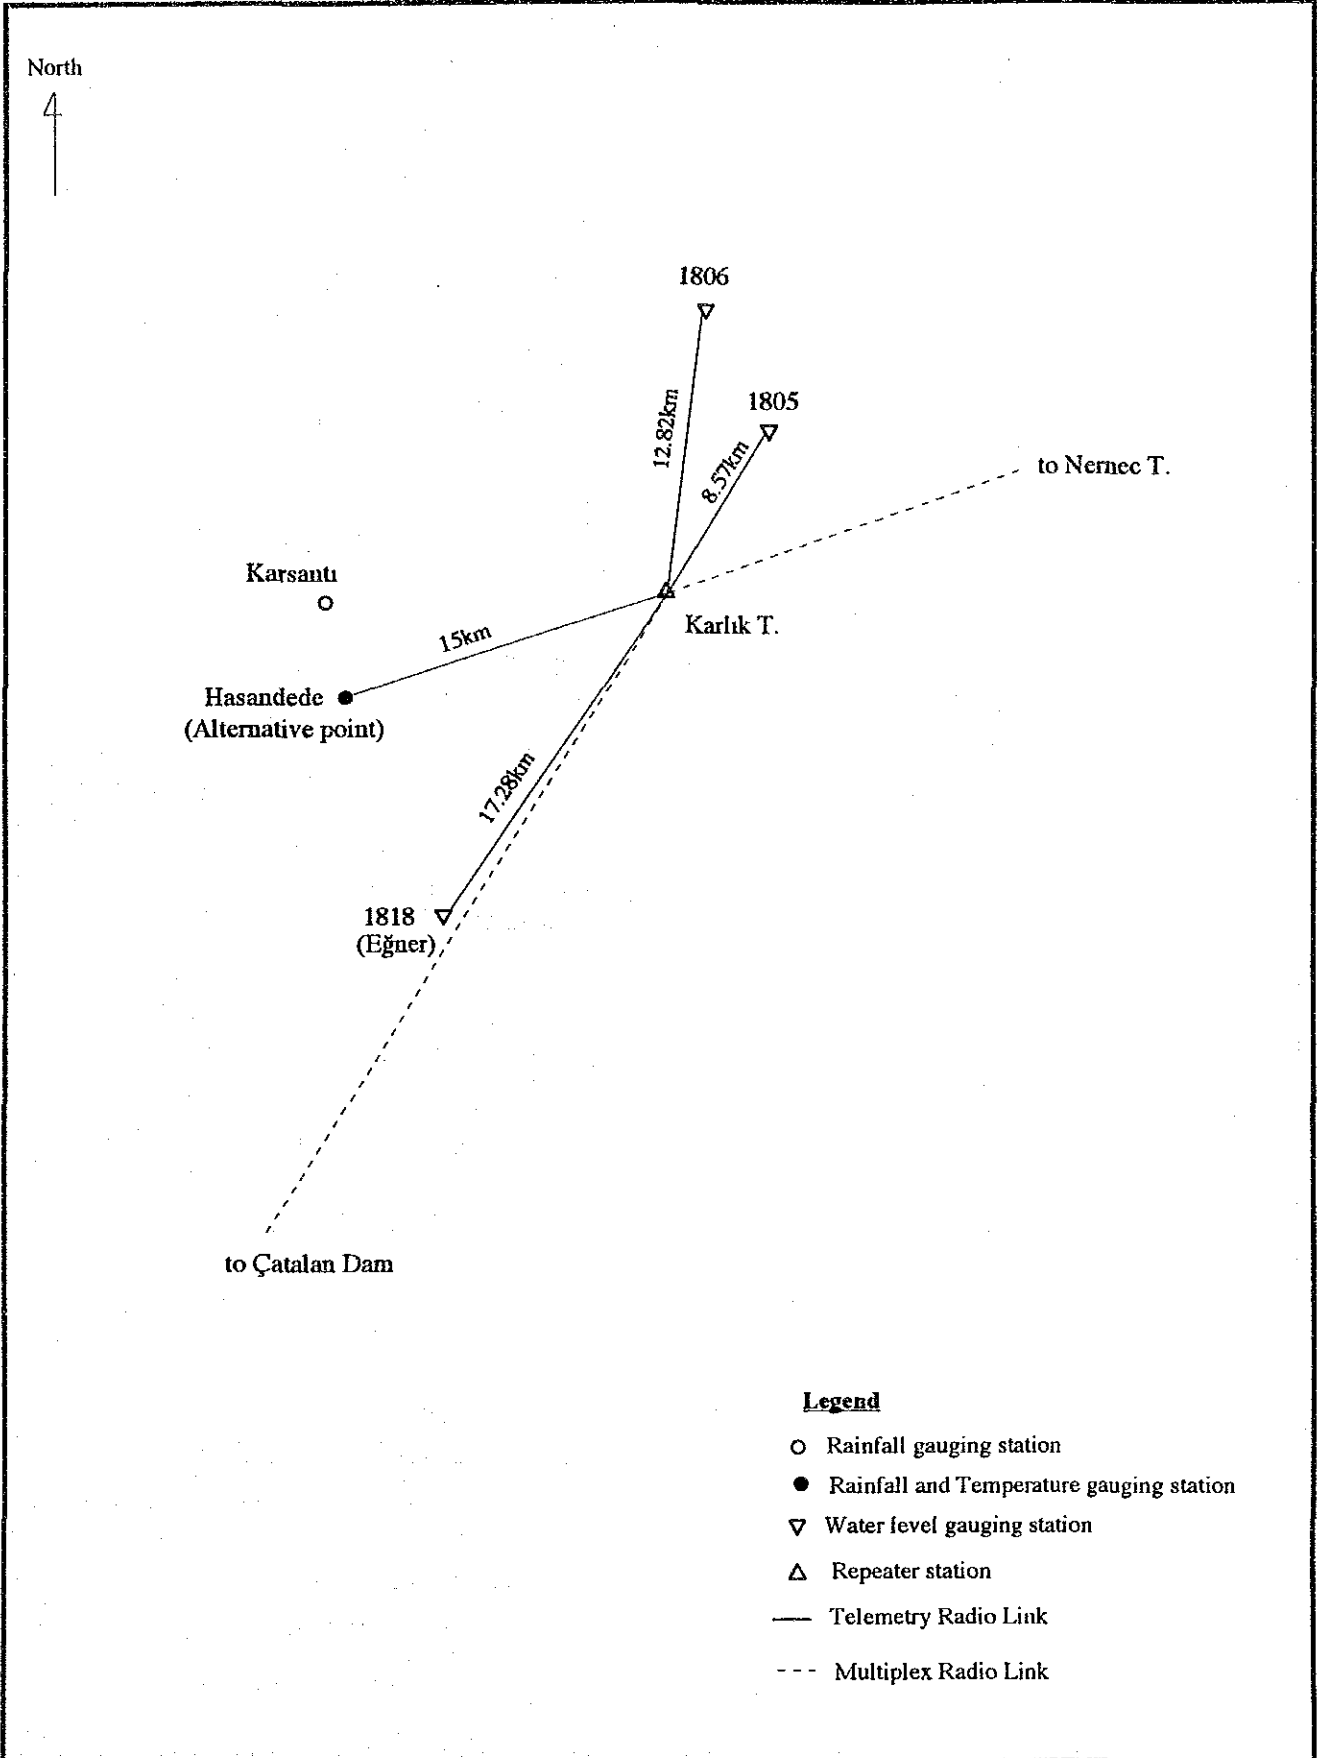 North
1806
12.82km
1805
8.57km
to Nemec T.
Karsantı
Karlık T.
15km
Hasandede
(Alternative point)
17.28km
1818
(Eğner)
to Çatalan Dam
Legend
Rainfall gauging station
Rainfall and Temperature gauging station
Water level gauging station
Repeater station
Telemetry Radio Link
Multiplex Radio Link